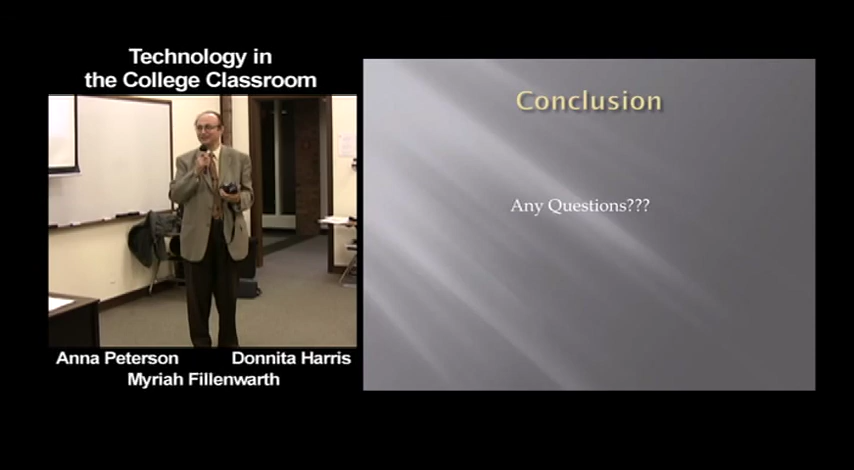 Technology in
the College Classroom
Anna Peterson Donnita Harris
Myriah Fillenwarth
Conclusion
Any Questions???